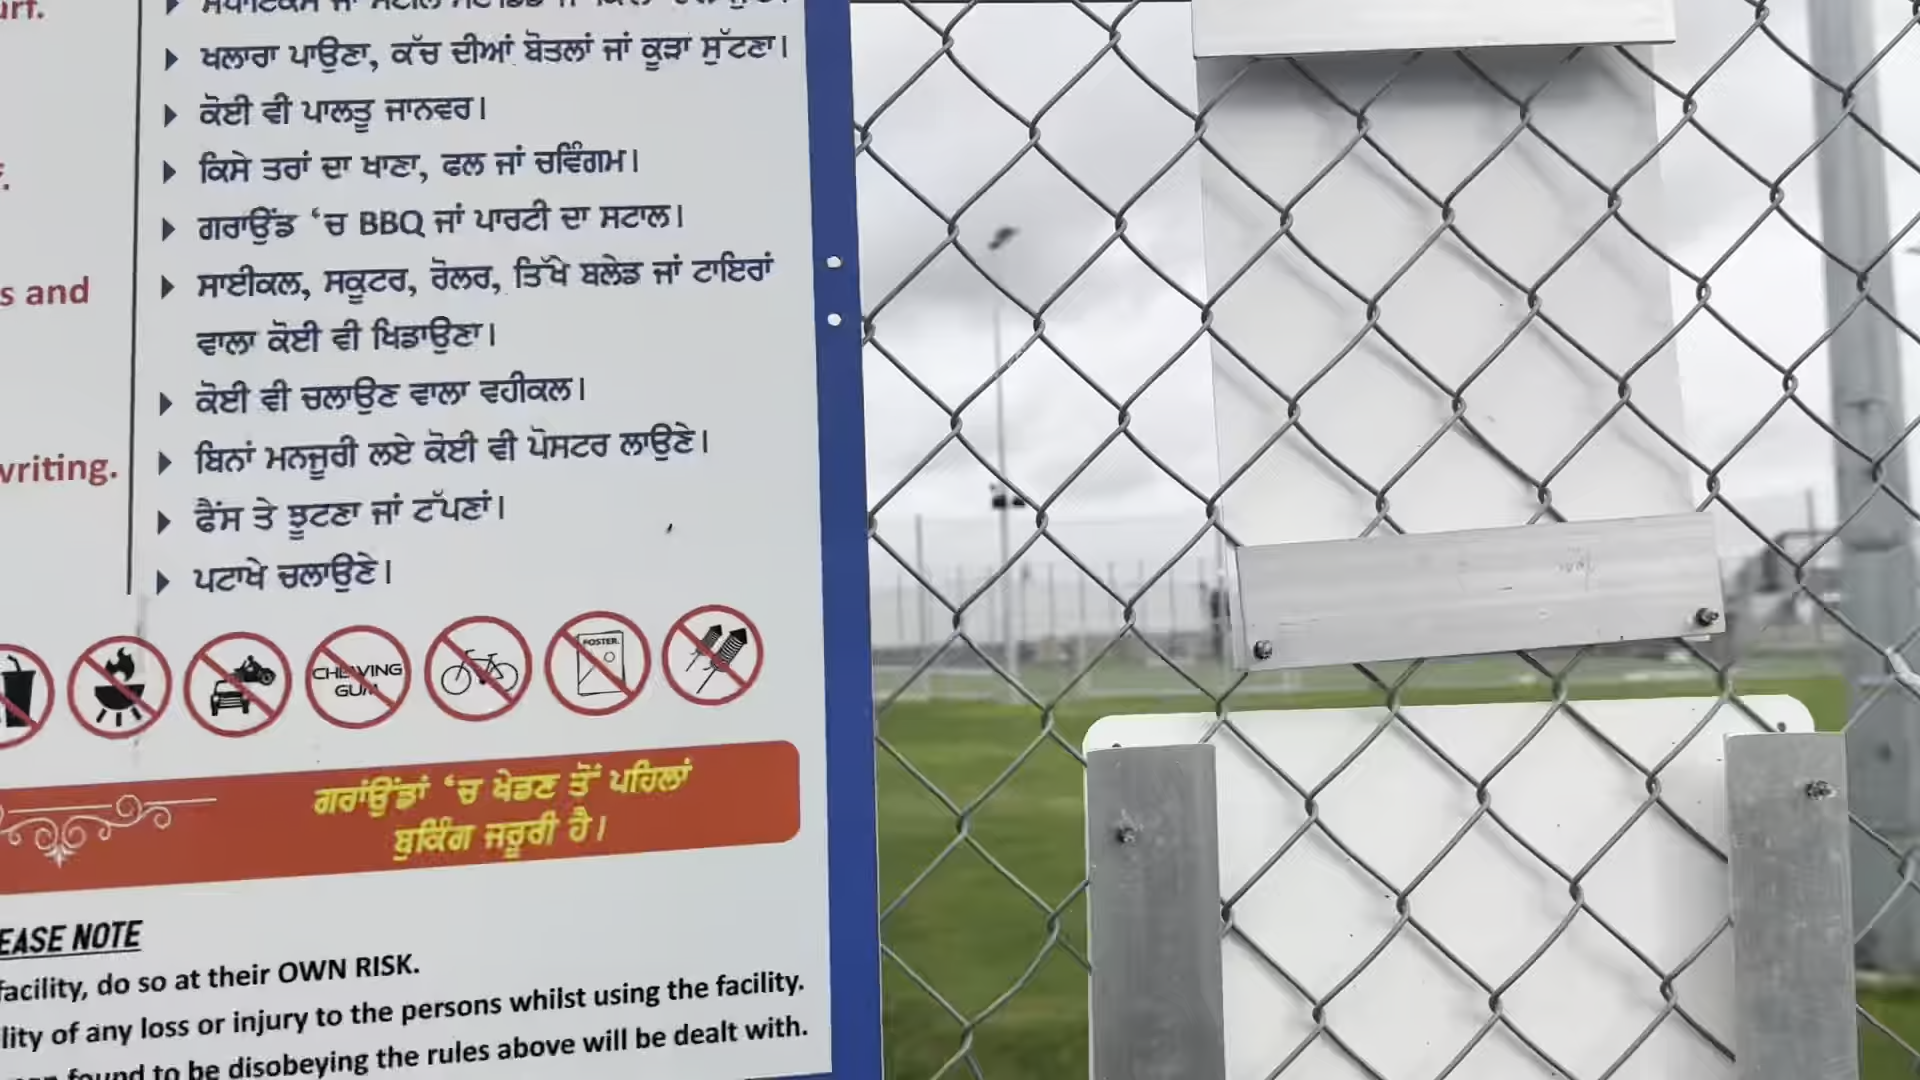 urf.
s and
writing.
ਖਲਾਰਾ ਪਾਉਣਾ, ਕੱਚ ਦੀਆਂ ਬੋਤਲਾਂ ਜਾਂ ਕੂੜਾ ਸੁੱਟਣਾ।
ਕੋਈ ਵੀ ਪਾਲਤੂ ਜਾਨਵਰ।
ਕਿਸੇ ਤਰਾਂ ਦਾ ਖਾਣਾ, ਫਲ ਜਾਂ ਚਵਿੰਗਮ।
ਗਰਾਉਂਡ ‘ਚ BBQ ਜਾਂ ਪਾਰਟੀ ਦਾ ਸਟਾਲ।
ਸਾਈਕਲ, ਸਕੂਟਰ, ਰੋਲਰ, ਤਿੱਖੇ ਬਲੇਡ ਜਾਂ ਟਾਇਰਾਂ
ਵਾਲਾ ਕੋਈ ਵੀ ਖਿਡਾਉਣਾ।
ਕੋਈ ਵੀ ਚਲਾਉਣ ਵਾਲਾ ਵਹੀਕਲ।
ਬਿਨਾਂ ਮਨਜੂਰੀ ਲਏ ਕੋਈ ਵੀ ਪੋਸਟਰ ਲਾਉਣੇ।
ਫੈਂਸ ਤੇ ਝੂਟਣਾ ਜਾਂ ਟੱਪਣਾਂ।
ਪਟਾਖੇ ਚਲਾਉਣੇ।
CHEWING
GUM
FOSTER
ਗਰਾਂਉਂਡਾਂ ‘ਚ ਖੇਡਣ ਤੋਂ ਪਹਿਲਾਂ
ਬੁਕਿੰਗ ਜਰੂਰੀ ਹੈ।
EASE NOTE
facility, do so at their OWN RISK.
lity of any loss or injury to the persons whilst using the facility.
found to be disobeying the rules above will be dealt with.